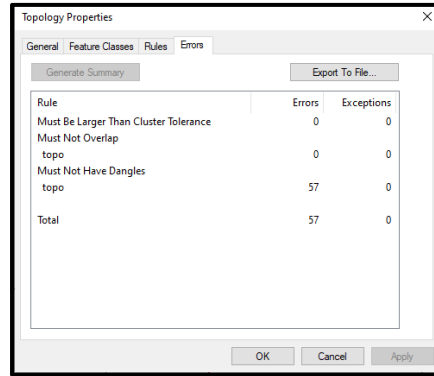 Topology Properties
General Feature Classes Rules Errors
Generate Summary Export To File...
Rule Errors Exceptions
Must Be Larger Than Cluster Tolerance 0 0
Must Not Overlap
topo 0 0
Must Not Have Dangles
topo 57 0
Total 57 0
OK Cancel Apply